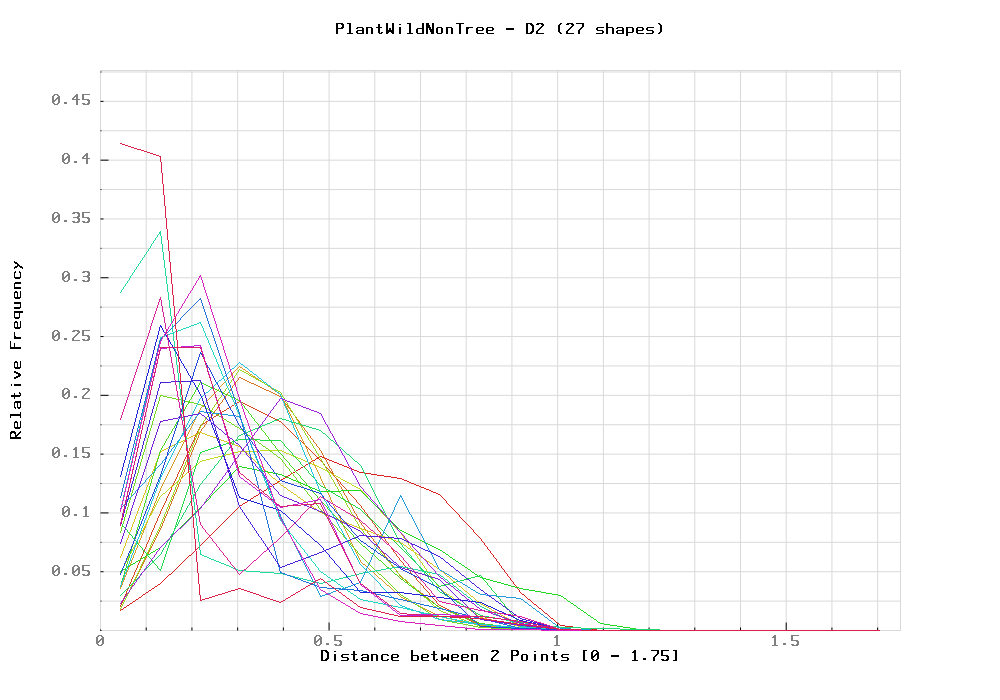 PlantWildNonTree - D2 (27 shapes)
0.45
0.4
0.35
0.3
0.25
0.2
0.15
0.1
0.05
Relative Frequency
0 0.5 1 1.5
Distance between 2 Points [0 - 1.75]